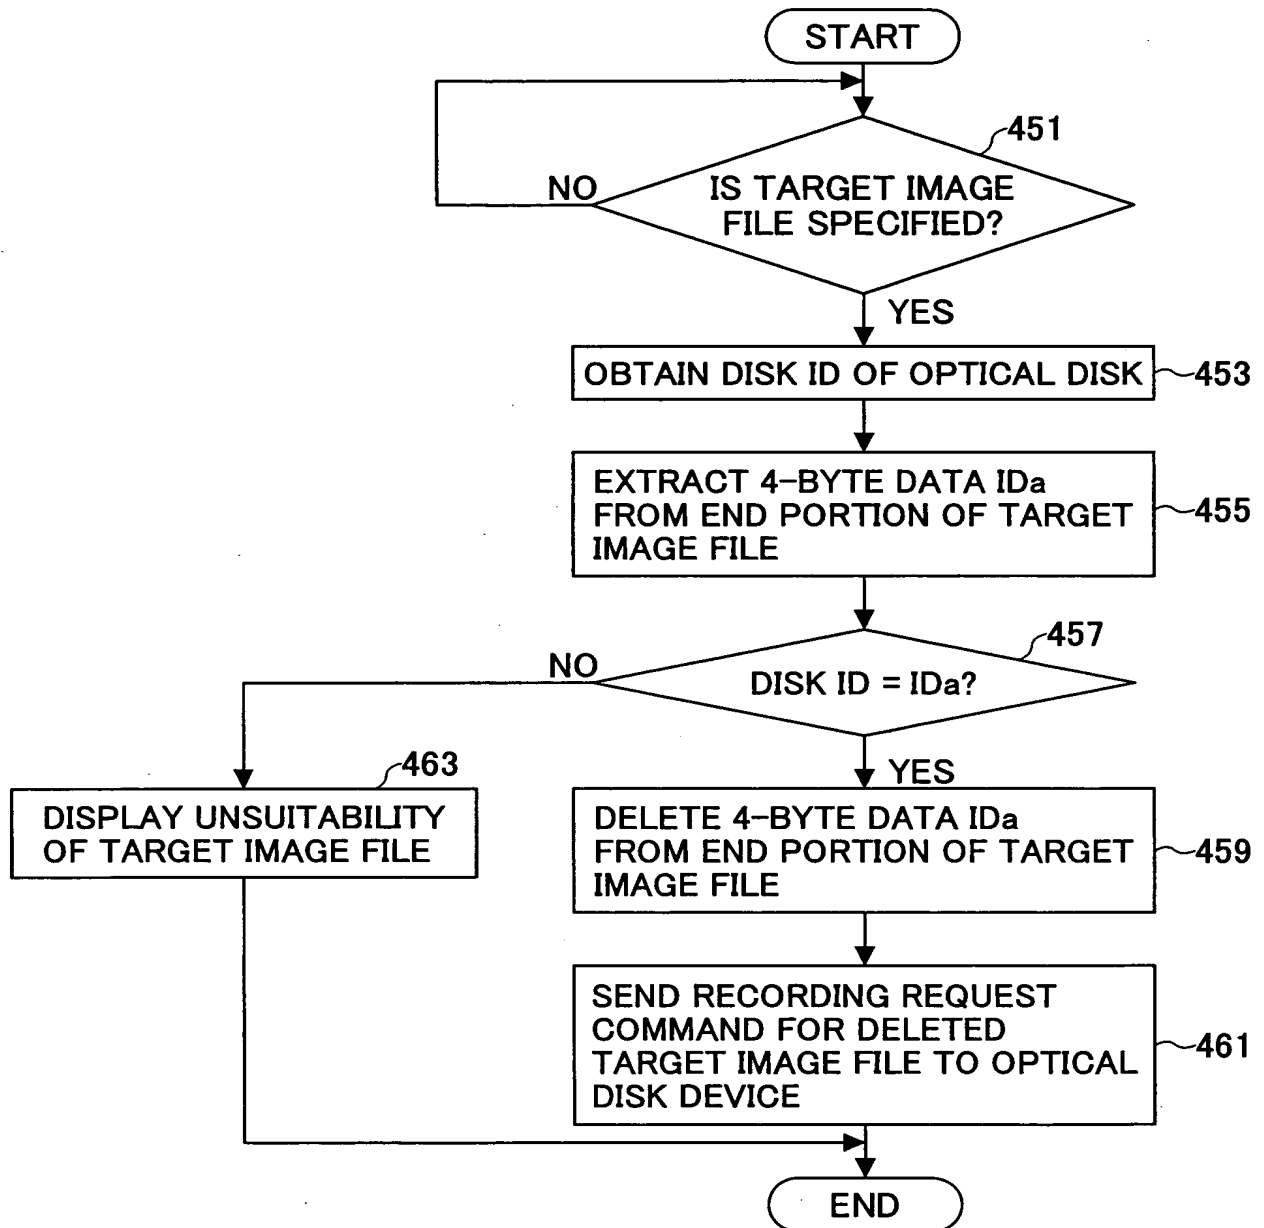 START
451
IS TARGET IMAGE
FILE SPECIFIED?
NO
YES
OBTAIN DISK ID OF OPTICAL DISK
453
EXTRACT 4-BYTE DATA IDa
FROM END PORTION OF TARGET
IMAGE FILE
455
457
DISK ID = IDa?
NO
YES
463
DISPLAY UNSUITABILITY
OF TARGET IMAGE FILE
DELETE 4-BYTE DATA IDa
FROM END PORTION OF TARGET
IMAGE FILE
459
SEND RECORDING REQUEST
COMMAND FOR DELETED
TARGET IMAGE FILE TO OPTICAL
DISK DEVICE
461
END